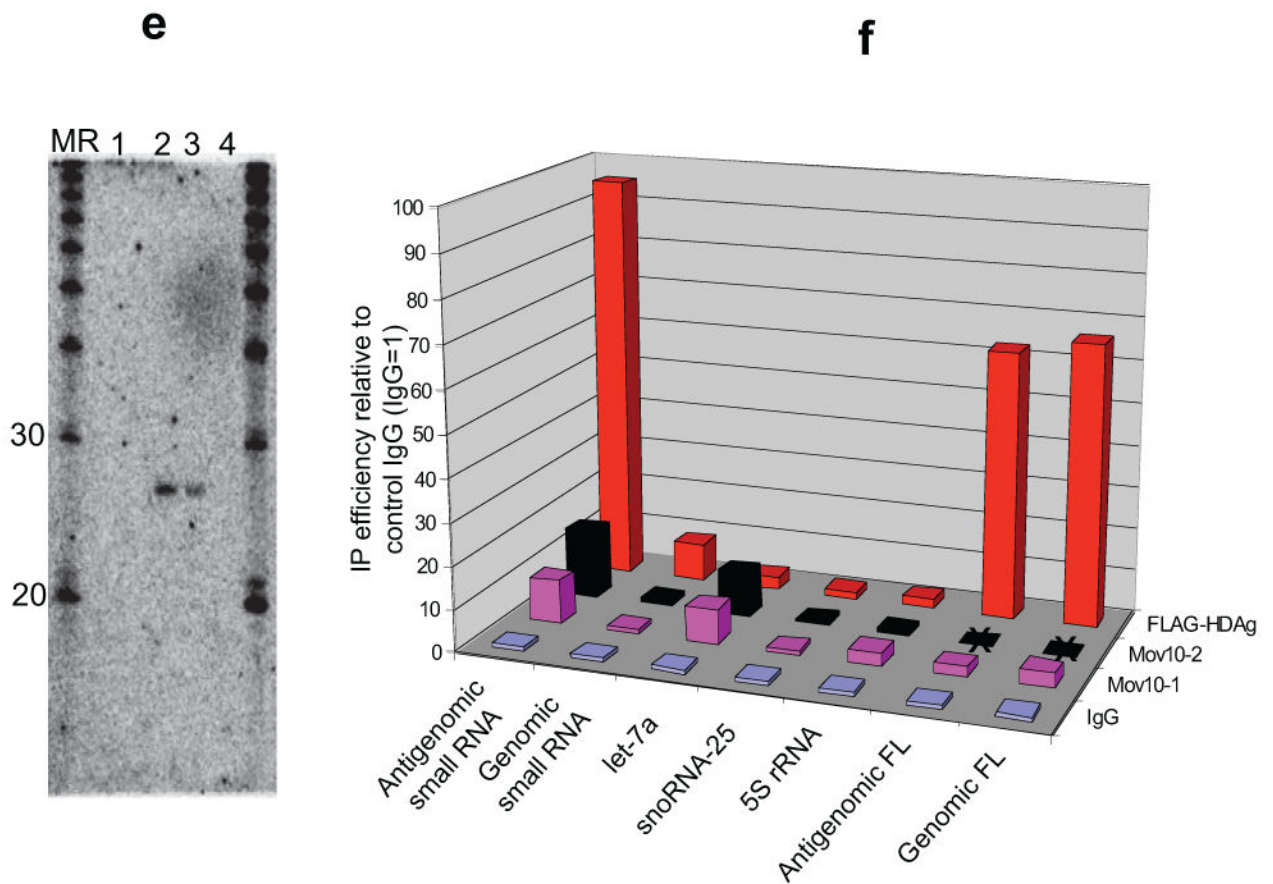 e
f
MR 1 2 3 4
30
20
IP efficiency relative to
control IgG (IgG=1)
100
90
80
70
60
50
40
30
20
10
0
FLAG-HDAg
Mov10-2
Mov10-1
IgG
Antigenomic
small RNA
Genomic
small RNA
let-7a
snoRNA-25
5S rRNA
Antigenomic FL
Genomic FL